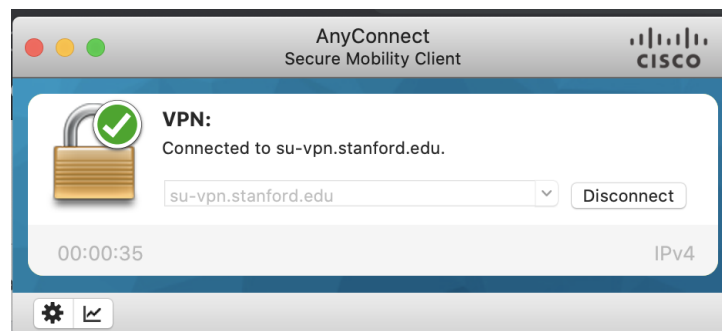 AnyConnect
Secure Mobility Client
CISCO
VPN:
Connected to su-vpn.stanford.edu.
su-vpn.stanford.edu
Disconnect
00:00:35
IPv4